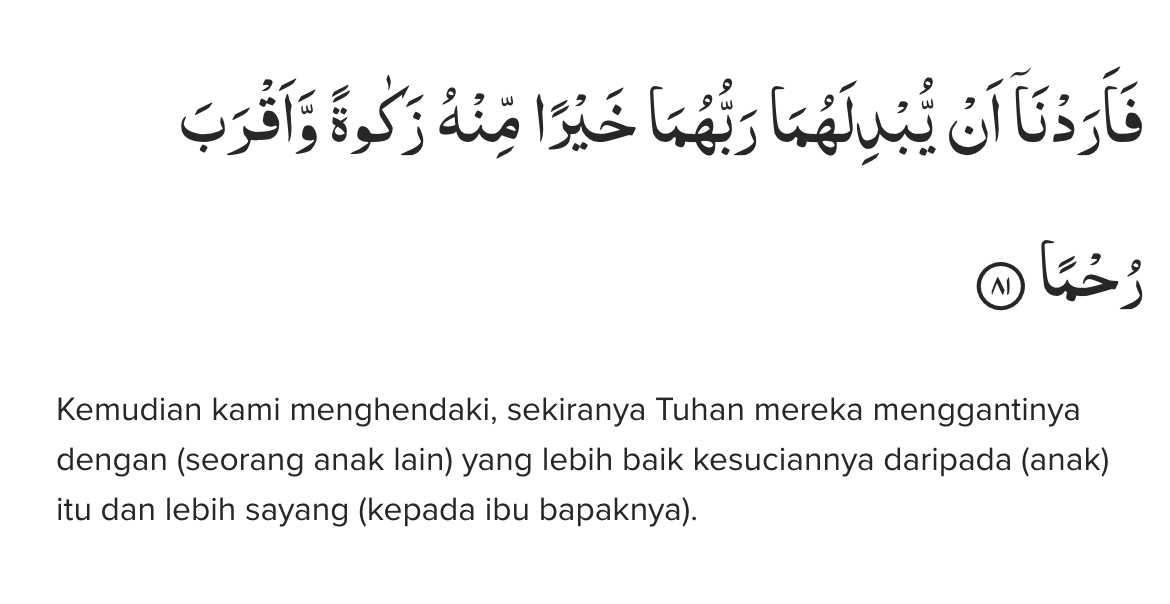 فَاَرَدْنَآ اَنْ يُّبْدِلَهُمَا رَبُّهُمَا خَيْرًا مِّنْهُ زَكٰوةً وَّاَقْرَبَ
رُحْمًا ٨١
Kemudian kami menghendaki, sekiranya Tuhan mereka menggantinya
dengan (seorang anak lain) yang lebih baik kesuciannya daripada (anak)
itu dan lebih sayang (kepada ibu bapaknya).